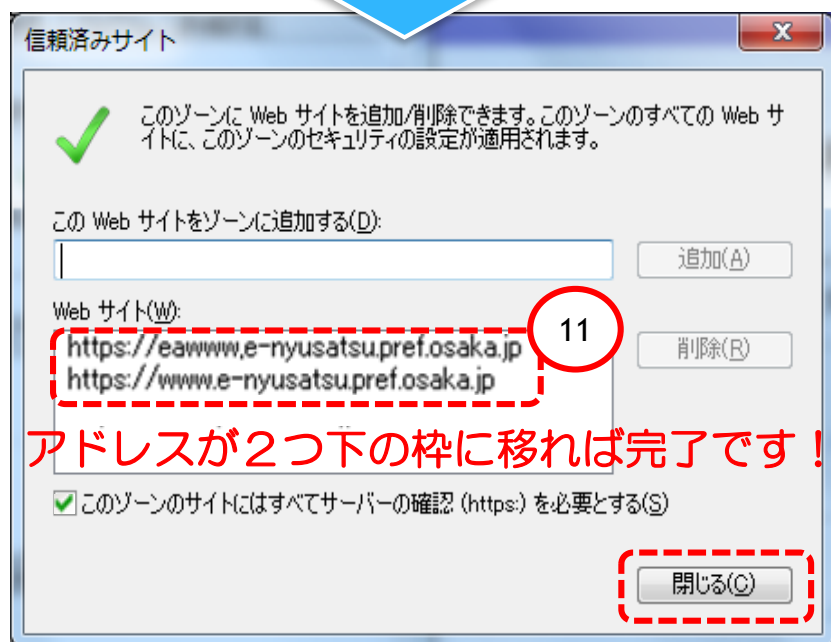 信頼済みサイト
このゾーンに Web サイトを追加/削除できます。このゾーンのすべての Web サ
イトに、このゾーンのセキュリティの設定が適用されます。
この Web サイトをゾーンに追加する(D):
追加(A)
Web サイト(W):
11
https://eawww.e-nyusatsu.pref.osaka.jp
削除(R)
https://www.e-nyusatsu.pref.osaka.jp
アドレスが２つ下の枠に移れば完了です！
このゾーンのサイトにはすべてサーバーの確認 (https:) を必要とする(S)
閉じる(C)